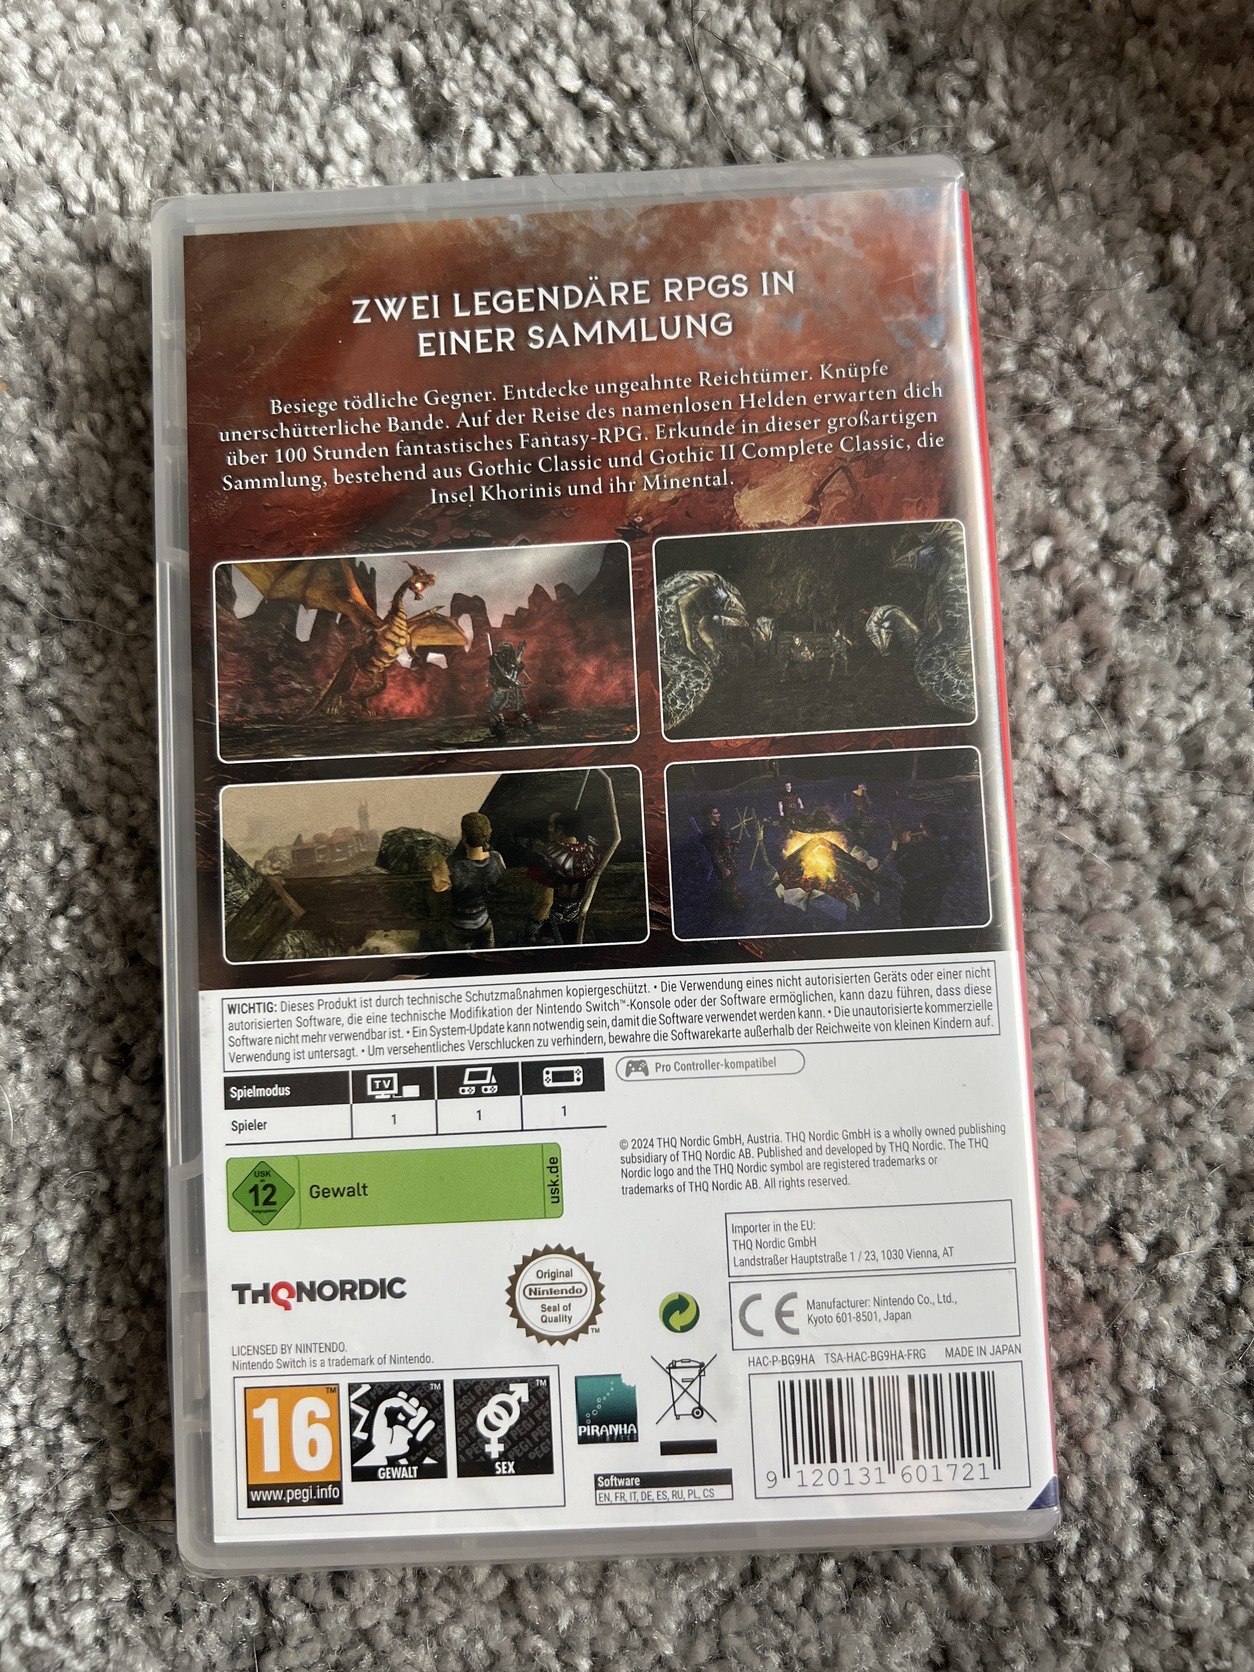 ZWEI LEGENDÄRE RPGS IN
EINER SAMMLUNG
Besiege tödliche Gegner. Entdecke ungeahnte Reichtümer. Knüpfe
unerschütterliche Bande. Auf der Reise des namenlosen Helden erwarten dich
über 100 Stunden fantastisches Fantasy-RPG. Erkunde in dieser großartigen
Sammlung, bestehend aus Gothic Classic und Gothic II Complete Classic, die
Insel Khorinis und ihr Minental.
WICHTIG: Dieses Produkt ist durch technische Schutzmaßnahmen kopiergeschützt. • Die Verwendung eines nicht autorisierten Geräts oder einer nicht
autorisierten Software, die eine technische Modifikation der Nintendo Switch™-Konsole oder der Software ermöglichen, kann dazu führen, dass diese
Software nicht mehr verwendbar ist. • Ein System-Update kann notwendig sein, damit die Software verwendet werden kann. • Die unautorisierte kommerzielle
Verwendung ist untersagt. • Um versehentliches Verschlucken zu verhindern, bewahre die Softwarekarte außerhalb der Reichweite von kleinen Kindern auf.
Spielmodus TV
Spieler 1 1 1
Pro Controller-kompatibel
© 2024 THQ Nordic GmbH, Austria. THQ Nordic GmbH is a wholly owned publishing
subsidiary of THQ Nordic AB. Published and developed by THQ Nordic. The THQ
Nordic logo and the THQ Nordic symbol are registered trademarks or
trademarks of THQ Nordic AB. All rights reserved.
USK
ab
12
freigegeben
Gewalt
usk.de
Importer in the EU:
THQ Nordic GmbH
Landstraßer Hauptstraße 1 / 23, 1030 Vienna, AT
THQNORDIC
Original
Nintendo
Seal of
Quality
TM
CE
Manufacturer: Nintendo Co., Ltd.,
Kyoto 601-8501, Japan
LICENSED BY NINTENDO.
Nintendo Switch is a trademark of Nintendo.
HAC-P-BG9HA TSA-HAC-BG9HA-FRG MADE IN JAPAN
16
TM
www.pegi.info
TM
GEWALT
TM
SEX
PIRANHA
Software
EN, FR, IT, DE, ES, RU, PL, CS
9 120131 601721